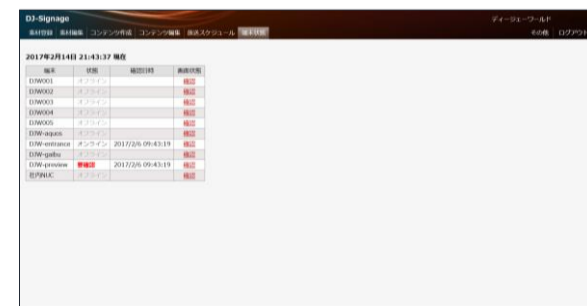 DJ-Signage
ディーージェーワールド
素材登録 素材編集 コンテンツ作成 コンテンツ編集 放送スケジュール 端末状態
その他 ログアウト
2017年2月14日 21:43:37 現在
端末 状態 確認日時 画面状態
DJW001 オフライン 確認
DJW002 オフライン 確認
DJW003 オフライン 確認
DJW004 オフライン 確認
DJW005 オフライン 確認
DJW-aquos オフライン 確認
DJW-entrance オンライン 2017/2/6 09:43:19 確認
DJW-gaibu オフライン 確認
DJW-preview 要確認 2017/2/6 09:43:19 確認
社内NUC オフライン 確認